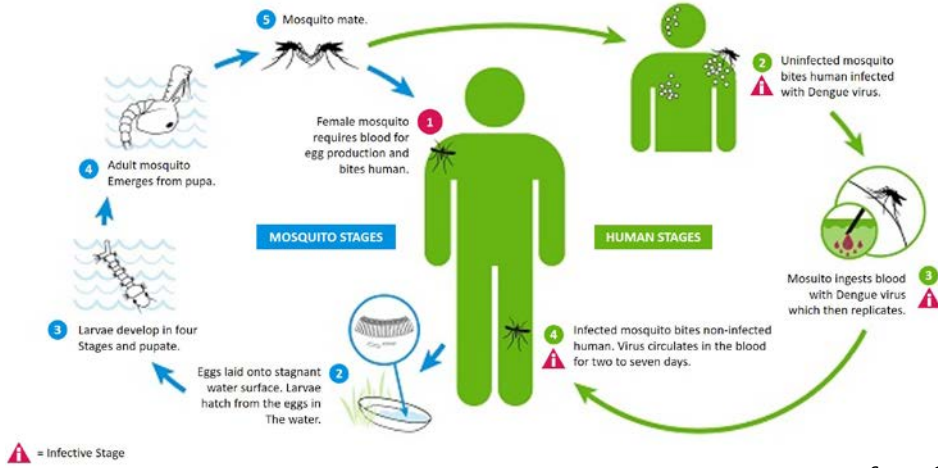 5 Mosquito mate.
2 Uninfected mosquito
bites human infected
with Dengue virus.
Female mosquito 1
requires blood for
egg production and
bites human.
4 Adult mosquito
Emerges from pupa.
MOSQUITO STAGES
HUMAN STAGES
Mosuito ingests blood 3
with Dengue virus
which then replicates.
3 Larvae develop in four
Stages and pupate.
4 Infected mosquito bites non-infected
human. Virus circulates in the blood
for two to seven days.
Eggs laid onto stagnant 2
water surface. Larvae
hatch from the eggs in
The water.
= Infective Stage